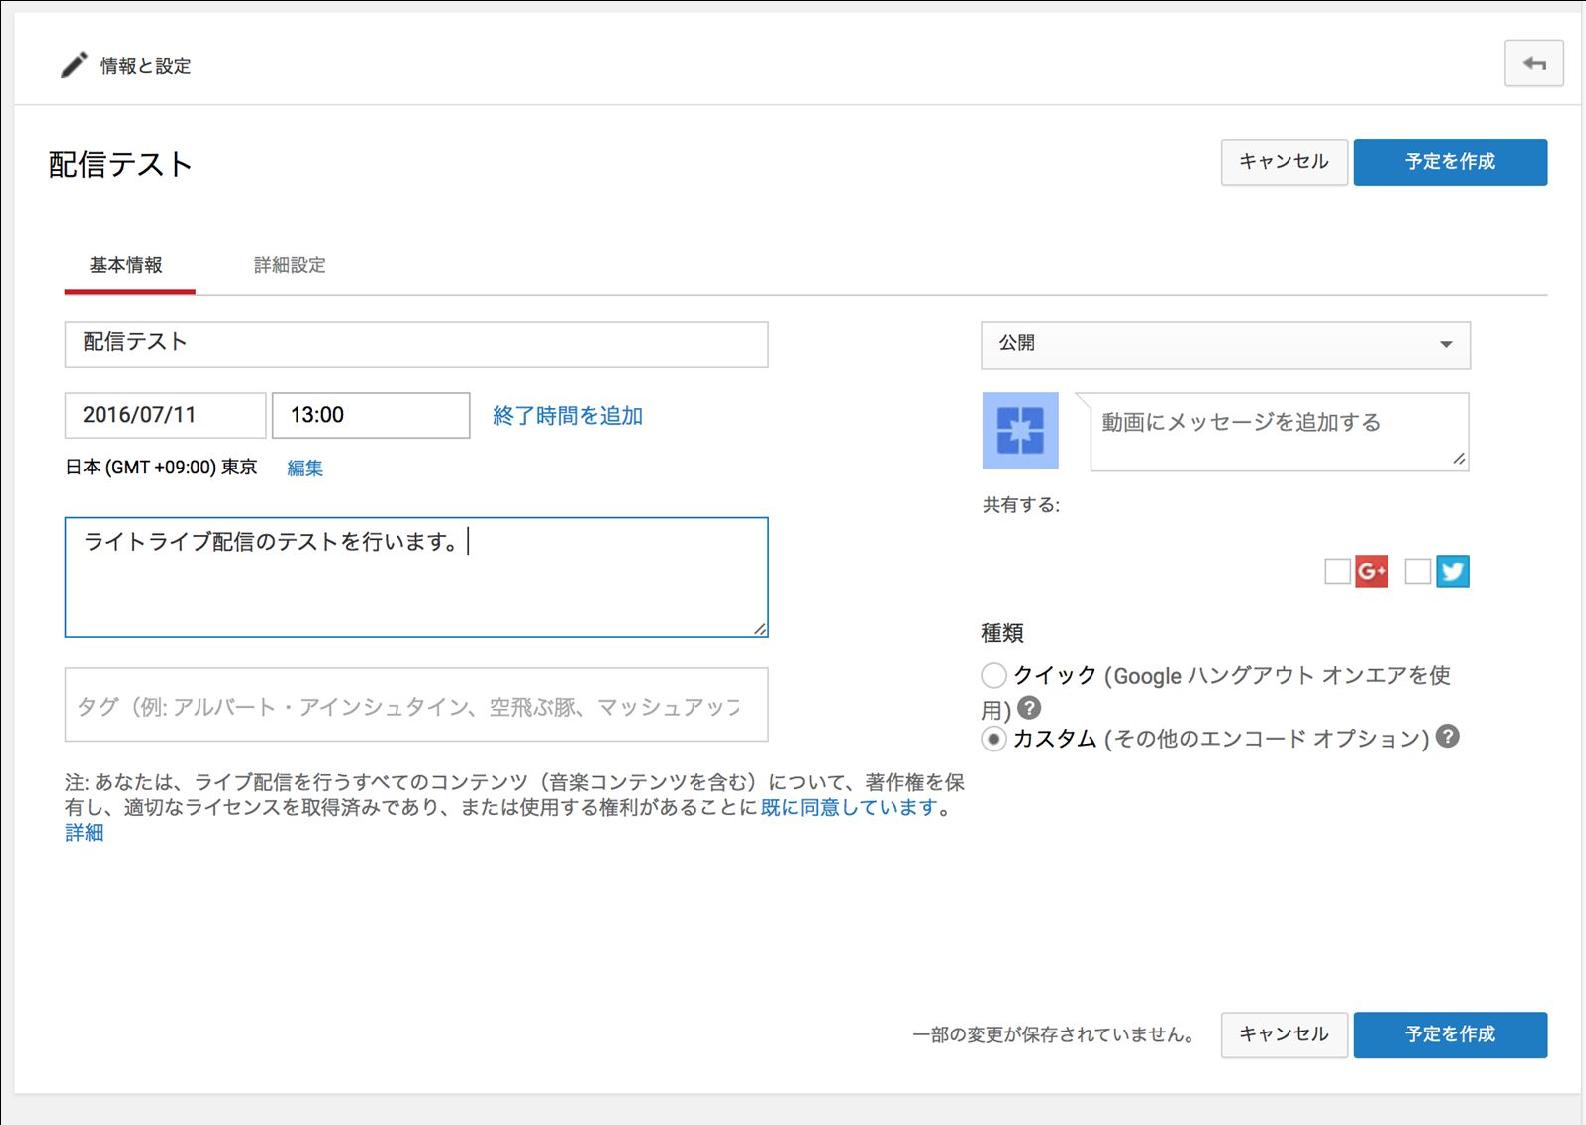 情報と設定
配信テスト
キャンセル
予定を作成
基本情報
詳細設定
配信テスト
2016/07/11
13:00
終了時間を追加
日本 (GMT +09:00) 東京
編集
ライトライブ配信のテストを行います。
タグ（例: アルバート・アインシュタイン、空飛ぶ豚、マッシュアップ
注: あなたは、ライブ配信を行うすべてのコンテンツ（音楽コンテンツを含む）について、著作権を保
有し、適切なライセンスを取得済みであり、または使用する権利があることに既に同意しています。
詳細
公開
動画にメッセージを追加する
共有する:
G+
種類
クイック (Google ハングアウト オンエアを使
用) ?
カスタム (その他のエンコード オプション) ?
一部の変更が保存されていません。
キャンセル
予定を作成